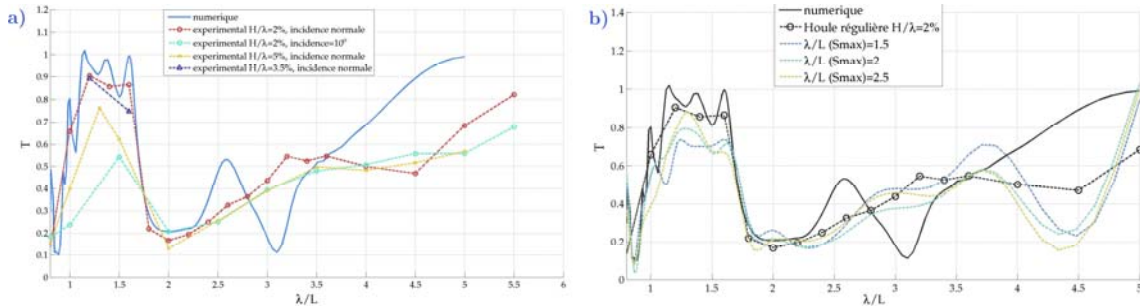 a)
numerique
experimental H/λ=2%, incidence normale
experimental H/λ=2%, incidence=10°
experimental H/λ=5%, incidence normale
experimental H/λ=3.5%, incidence normale
1.2
1.1
1
0.9
0.8
0.7
0.6
0.5
0.4
0.3
0.2
0.1
0
T
1 1.5 2 2.5 3 3.5 4 4.5 5 5.5 6
λ/L
b)
numerique
Houle régulière H/λ=2%
λ/L (Smax)=1.5
λ/L (Smax)=2
λ/L (Smax)=2.5
1.4
1.2
1
0.8
0.6
0.4
0.2
0
T
1 1.5 2 2.5 3 3.5 4 4.5 5
λ/L